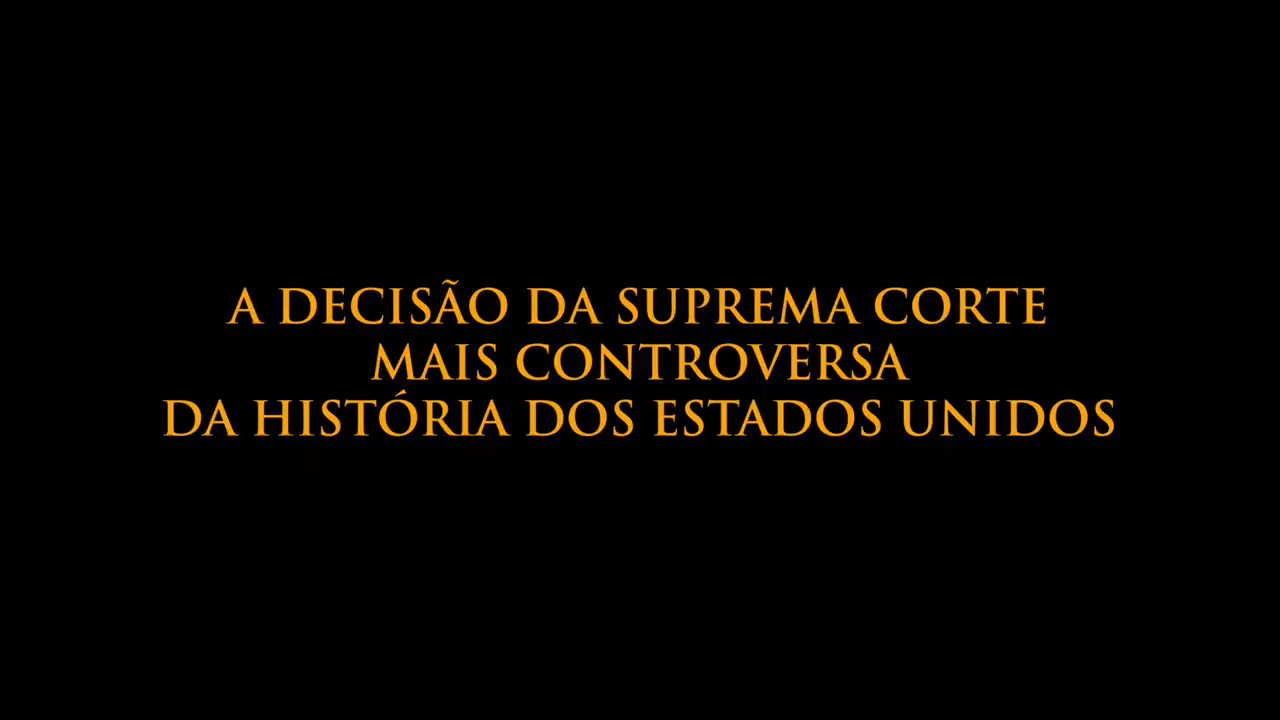 A DECISÃO DA SUPREMA CORTE
MAIS CONTROVERSA
DA HISTÓRIA DOS ESTADOS UNIDOS